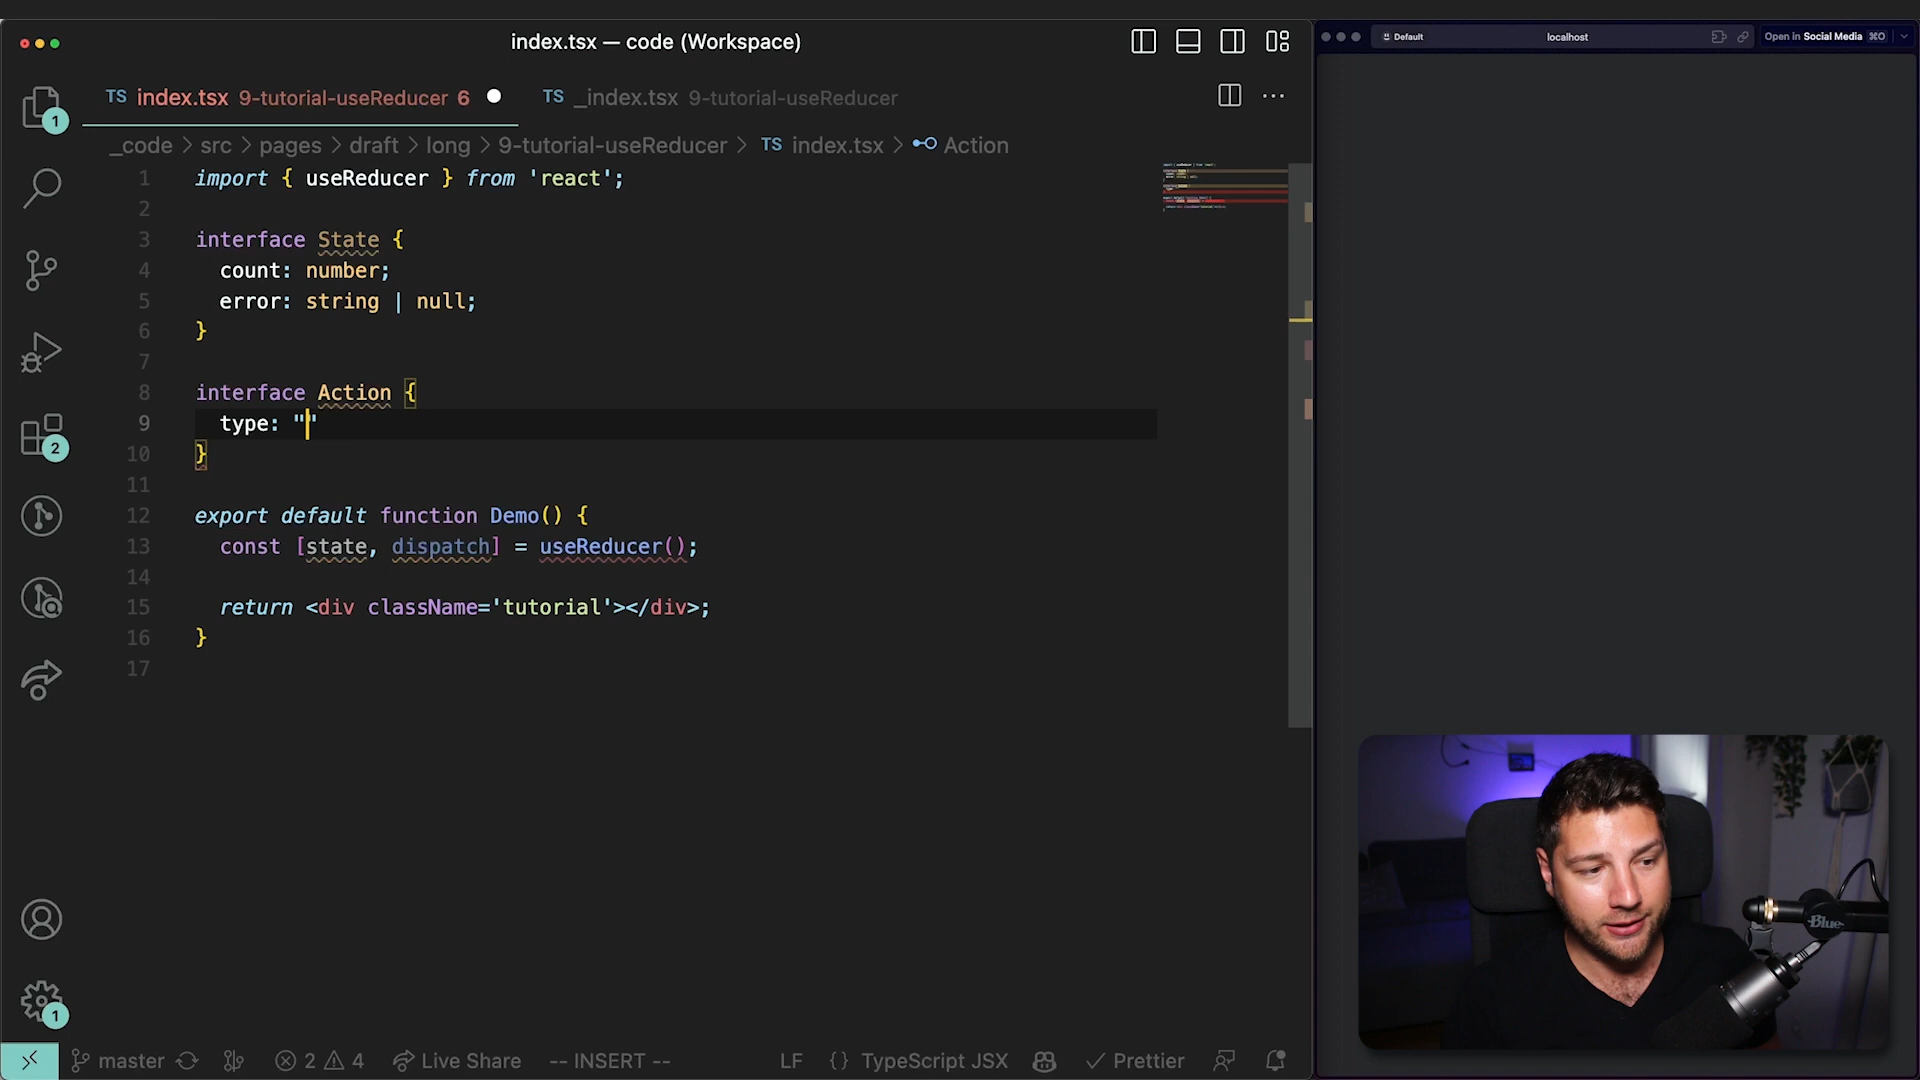 index.tsx — code (Workspace)
TS index.tsx 9-tutorial-useReducer 6 TS _index.tsx 9-tutorial-useReducer
_code > src > pages > draft > long > 9-tutorial-useReducer > TS index.tsx > Action
1 import { useReducer } from 'react';
2
3 interface State {
4 count: number;
5 error: string | null;
6 }
7
8 interface Action {
9 type: ""
10 }
11
12 export default function Demo() {
13 const [state, dispatch] = useReducer();
14
15 return <div className='tutorial'></div>;
16 }
17
1
2
1
master 2 4 Live Share -- INSERT -- LF {} TypeScript JSX Prettier
Default localhost Open in Social Media ⌘O
Blue